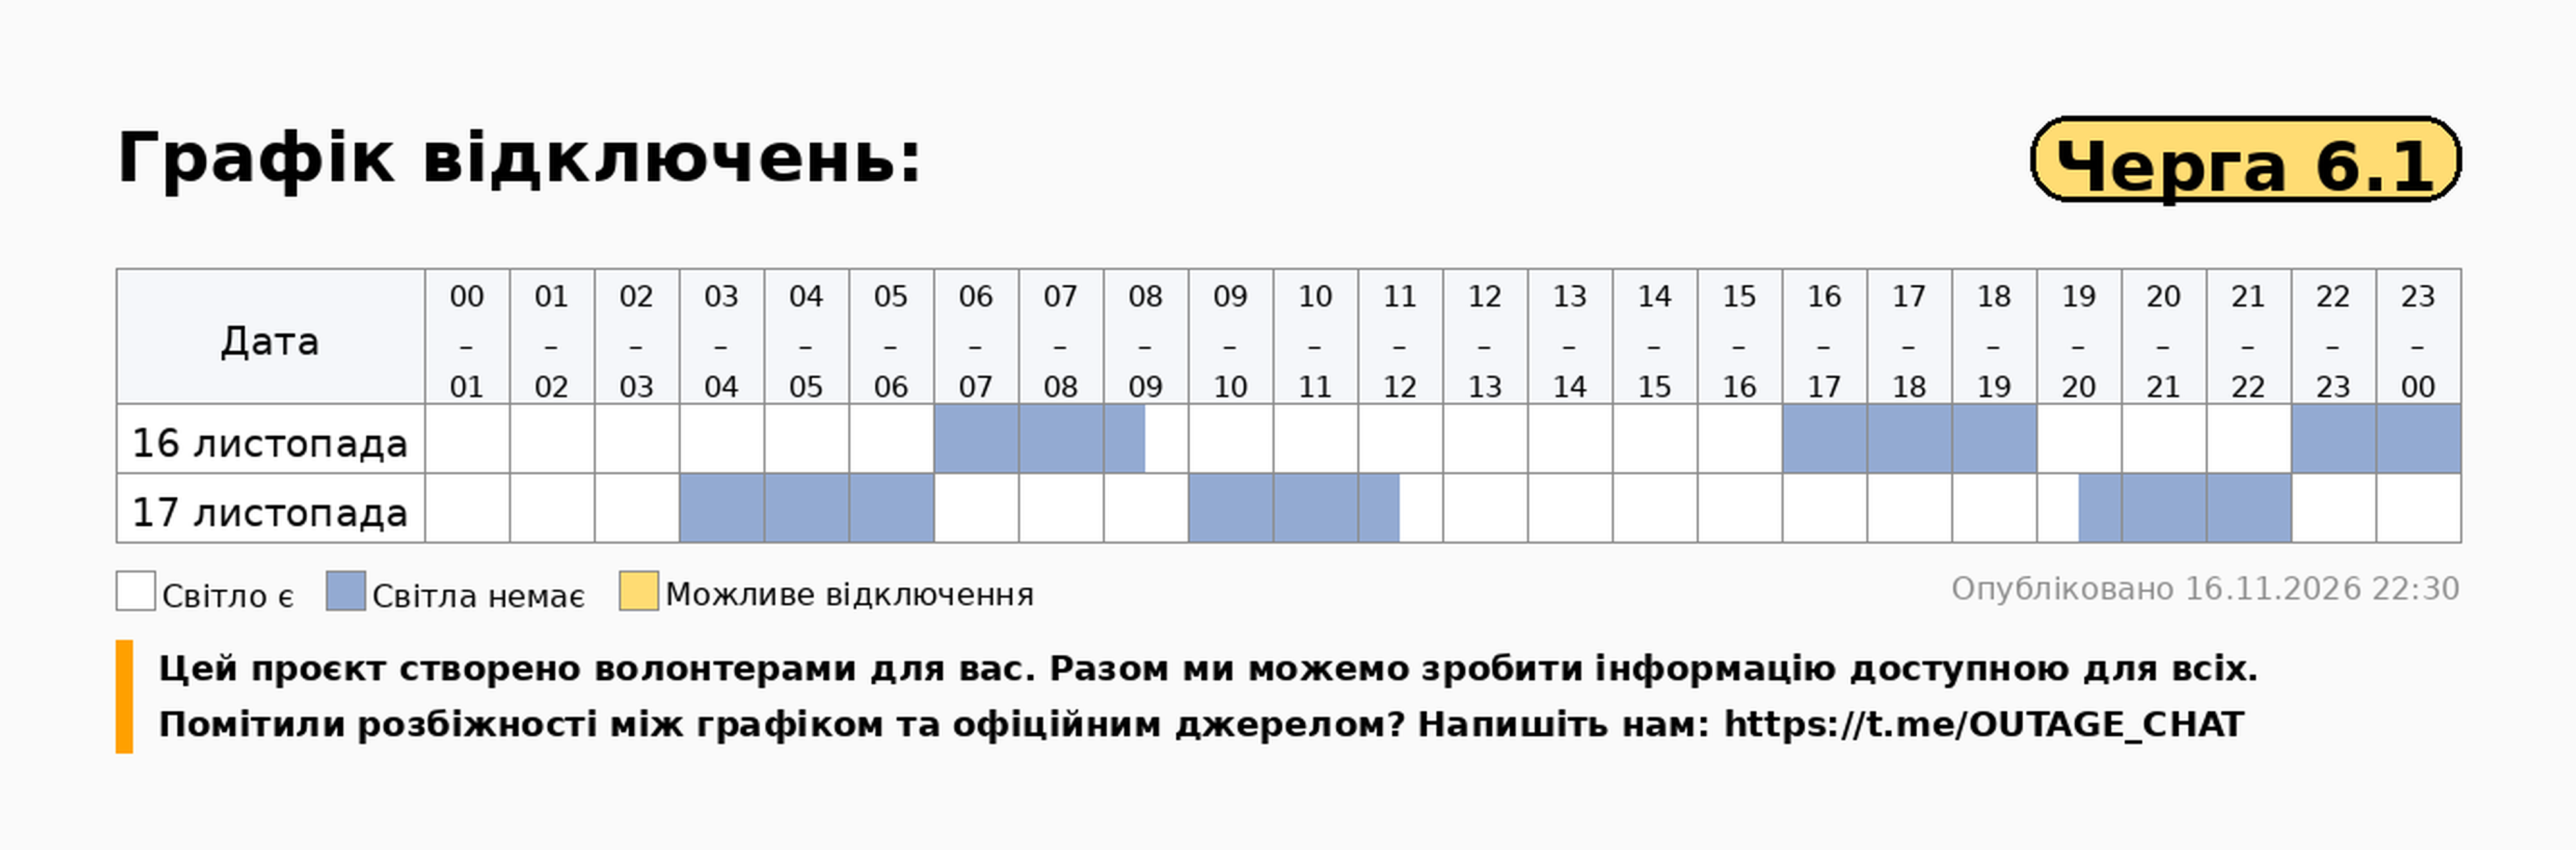 Графік відключень:
Черга 6.1
Дата
00 – 01
01 – 02
02 – 03
03 – 04
04 – 05
05 – 06
06 – 07
07 – 08
08 – 09
09 – 10
10 – 11
11 – 12
12 – 13
13 – 14
14 – 15
15 – 16
16 – 17
17 – 18
18 – 19
19 – 20
20 – 21
21 – 22
22 – 23
23 – 00
16 листопада
17 листопада
Світло є
Світла немає
Можливе відключення
Опубліковано 16.11.2026 22:30
Цей проєкт створено волонтерами для вас. Разом ми можемо зробити інформацію доступною для всіх.
Помітили розбіжності між графіком та офіційним джерелом? Напишіть нам: https://t.me/OUTAGE_CHAT